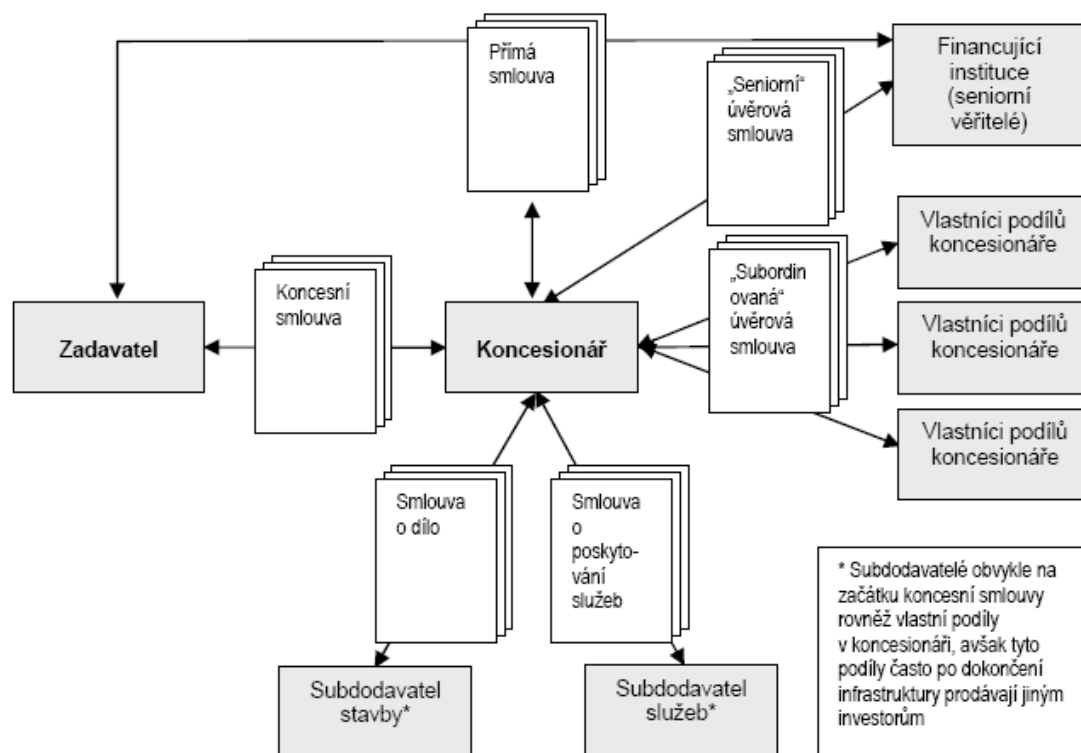 Přímá
smlouva
Financující
instituce
(seniorní
věřitelé)
„Seniorní“
úvěrová
smlouva
Vlastníci podílů
koncesionáře
„Subordin
ovaná“
úvěrová
smlouva
Koncesní
smlouva
Zadavatel
Koncesionář
Vlastníci podílů
koncesionáře
Vlastníci podílů
koncesionáře
Smlouva
o dílo
Smlouva
o
poskyto-
vání
služeb
Subdodavatel
stavby*
Subdodavatel
služeb*
* Subdodavatelé obvykle na
začátku koncesní smlouvy
rovněž vlastní podíly
v koncesionáři, avšak tyto
podíly často po dokončení
infrastruktury prodávají jiným
investorům